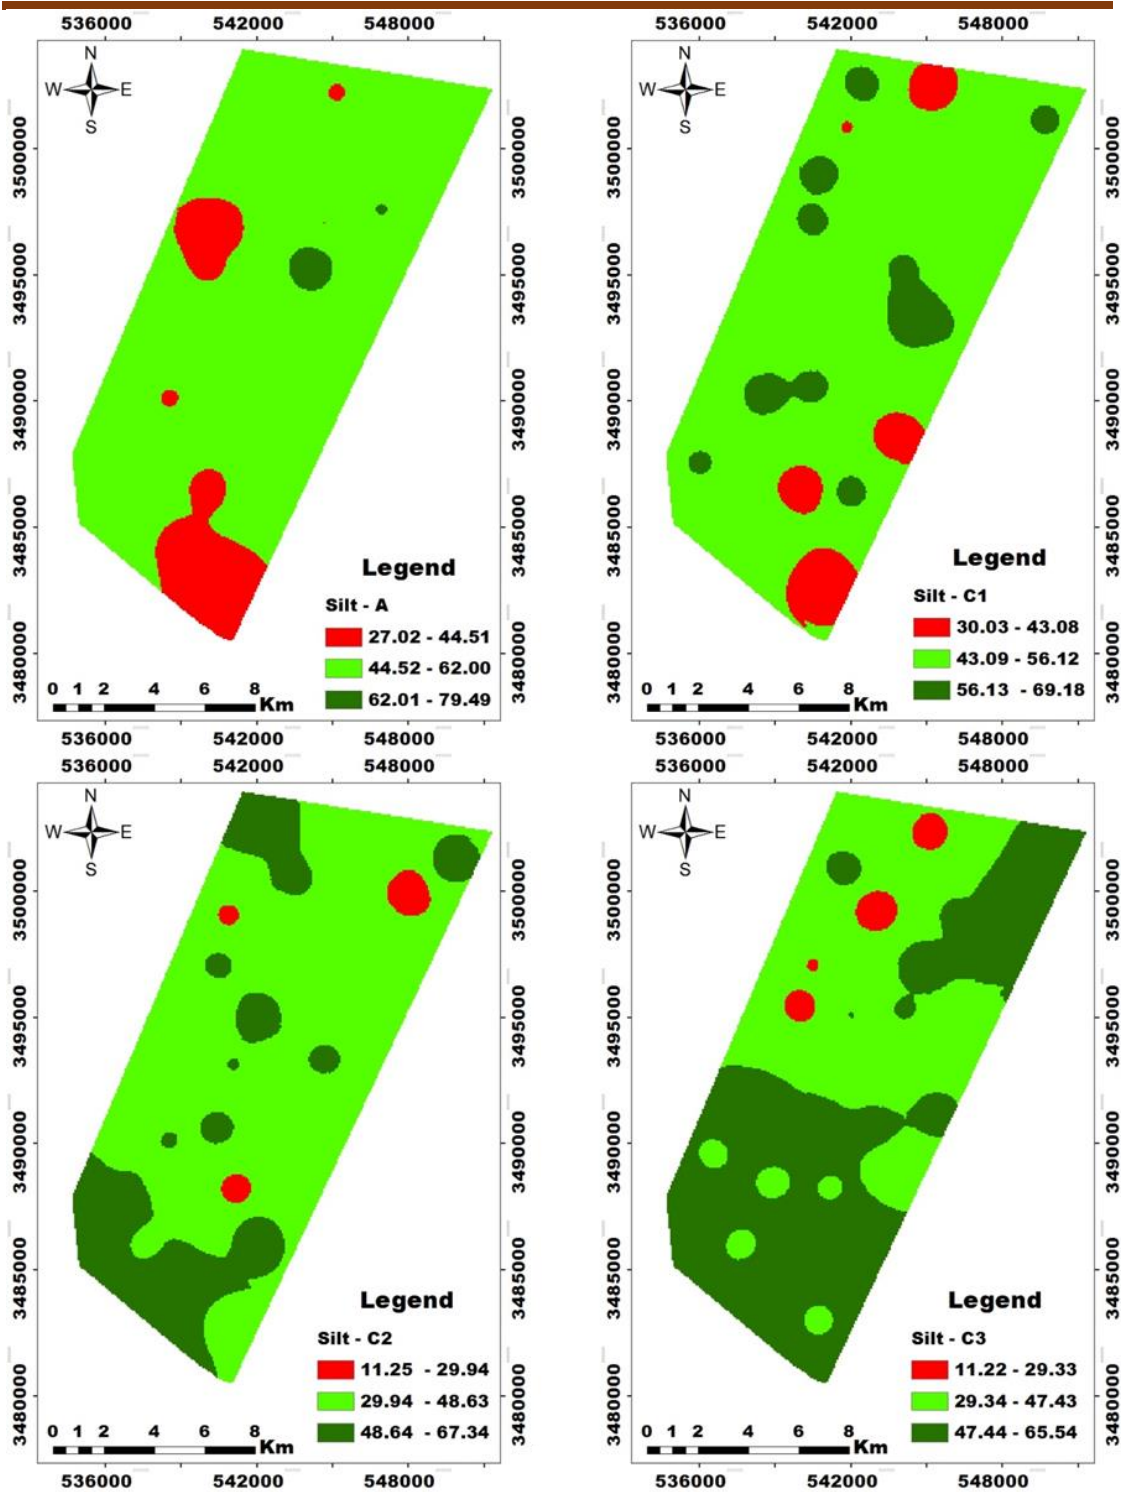 536000 542000 548000
536000 542000 548000
N
W E
S
N
W E
S
3500000
3495000
3490000
3485000
3480000
3500000
3495000
3490000
3485000
3480000
3500000
3495000
3490000
3485000
3480000
3500000
3495000
3490000
3485000
3480000
Legend
Silt - A
27.02 - 44.51
44.52 - 62.00
62.01 - 79.49
0 1 2 4 6 8 Km
Legend
Silt - C1
30.03 - 43.08
43.09 - 56.12
56.13 - 69.18
0 1 2 4 6 8 Km
536000 542000 548000
536000 542000 548000
536000 542000 548000
536000 542000 548000
N
W E
S
N
W E
S
3500000
3495000
3490000
3485000
3480000
3500000
3495000
3490000
3485000
3480000
3500000
3495000
3490000
3485000
3480000
3500000
3495000
3490000
3485000
3480000
Legend
Silt - C2
11.25 - 29.94
29.94 - 48.63
48.64 - 67.34
0 1 2 4 6 8 Km
Legend
Silt - C3
11.22 - 29.33
29.34 - 47.43
47.44 - 65.54
0 1 2 4 6 8 Km
536000 542000 548000
536000 542000 548000